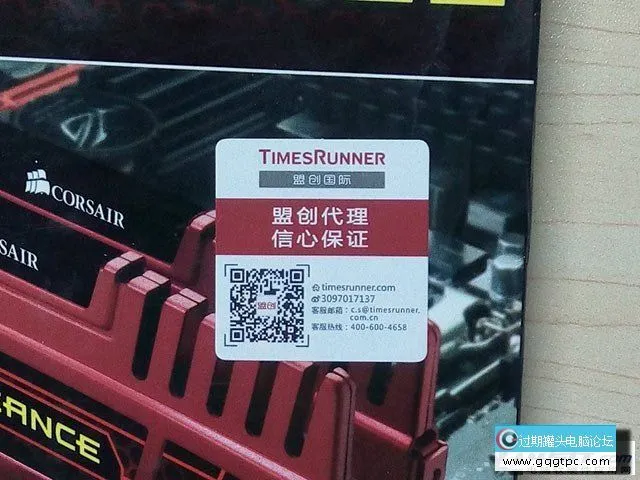 TIMESRUNNER
盟创国际
盟创代理
信心保证
CORSAIR
SAIR
盟创
timesrunner.com
3097017137
客服邮箱：c.s@timesrunner.
com.cn
客服热线：400-600-4658
EANCE
过期罐头电脑论坛
www.gqgtpc.com